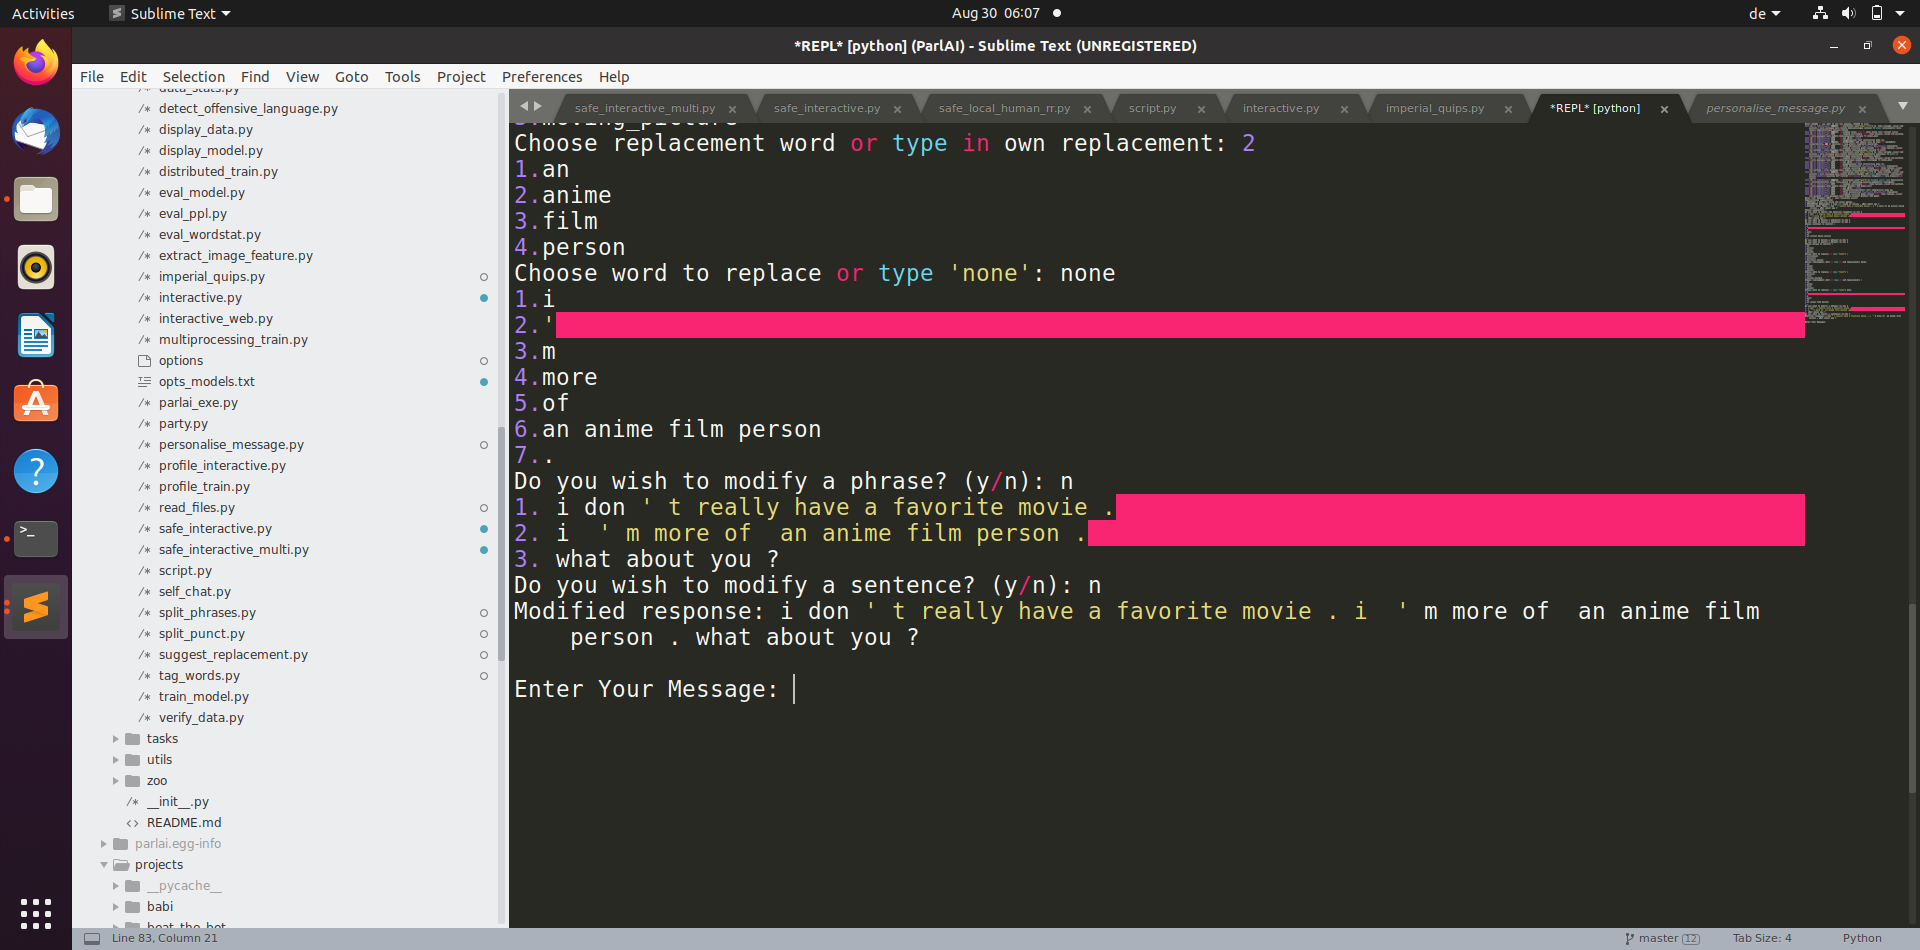 Activities
Sublime Text
Aug 30 06:07
de
*REPL* [python] (ParlAI) - Sublime Text (UNREGISTERED)
File Edit Selection Find View Goto Tools Project Preferences Help
data_stats.py
detect_offensive_language.py
display_data.py
display_model.py
distributed_train.py
eval_model.py
eval_ppl.py
eval_wordstat.py
extract_image_feature.py
imperial_quips.py
interactive.py
interactive_web.py
multiprocessing_train.py
options
opts_models.txt
parlai_exe.py
party.py
personalise_message.py
profile_interactive.py
profile_train.py
read_files.py
safe_interactive.py
safe_interactive_multi.py
script.py
self_chat.py
split_phrases.py
split_punct.py
suggest_replacement.py
tag_words.py
train_model.py
verify_data.py
tasks
utils
zoo
__init__.py
README.md
parlai.egg-info
projects
__pycache__
babi
beat-the-bot
safe_interactive_multi.py safe_interactive.py safe_local_human_rr.py script.py interactive.py imperial_quips.py *REPL* [python] personalise_message.py
3.moving_picture
Choose replacement word or type in own replacement: 2
1.an
2.anime
3.film
4.person
Choose word to replace or type 'none': none
1.i
2.'
3.m
4.more
5.of
6.an anime film person
7..
Do you wish to modify a phrase? (y/n): n
1. i don ' t really have a favorite movie .
2. i  ' m more of  an anime film person .
3. what about you ?
Do you wish to modify a sentence? (y/n): n
Modified response: i don ' t really have a favorite movie . i  ' m more of  an anime film
person . what about you ?
Enter Your Message:
Line 83, Column 21
master 12
Tab Size: 4
Python